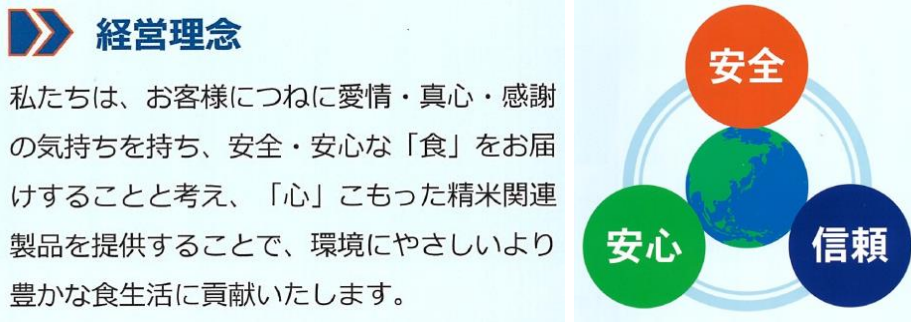 経営理念
私たちは、お客様につねに愛情・真心・感謝
の気持ちを持ち、安全・安心な「食」をお届
けすることと考え、「心」こもった精米関連
製品を提供することで、環境にやさしいより
豊かな食生活に貢献いたします。
安全
安心
信頼